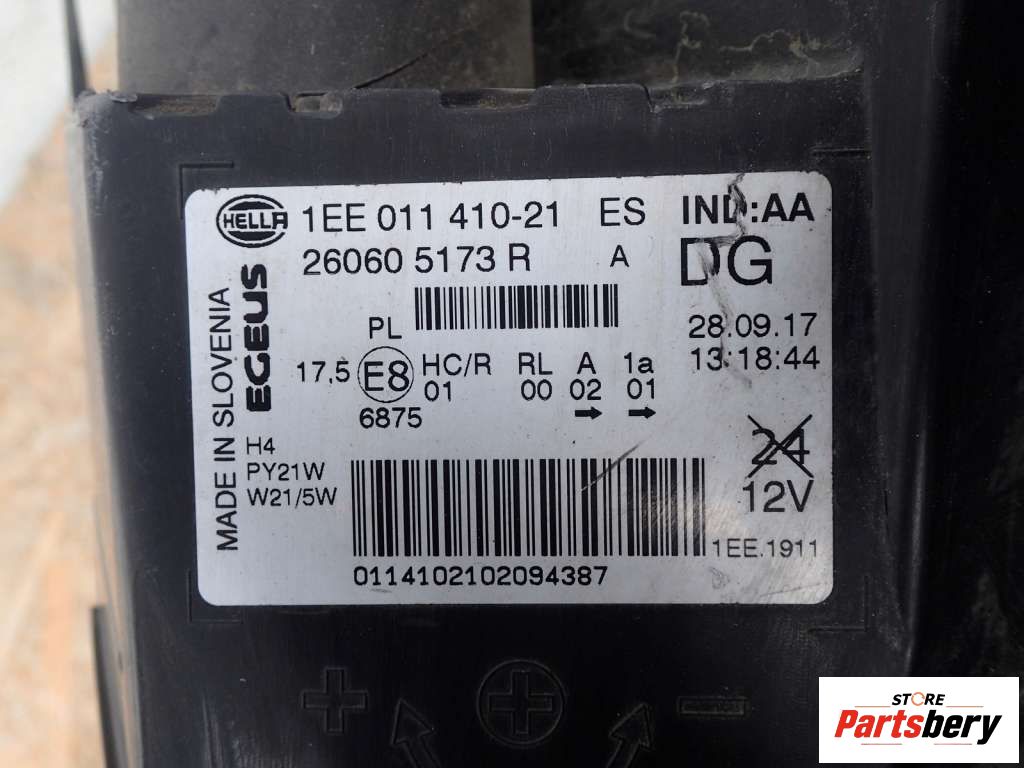 HELLA 1EE 011 410-21 ES IND:AA
26060 5173 R A DG
MADE IN SLOVENIA
EGEUS
PL 28.09.17
17,5 E8 HC/R RL A 1a 13:18:44
01 00 02 01
6875
H4
PY21W
W21/5W
24
12V
1EE.1911
0114102102094387
STORE
Partsbery